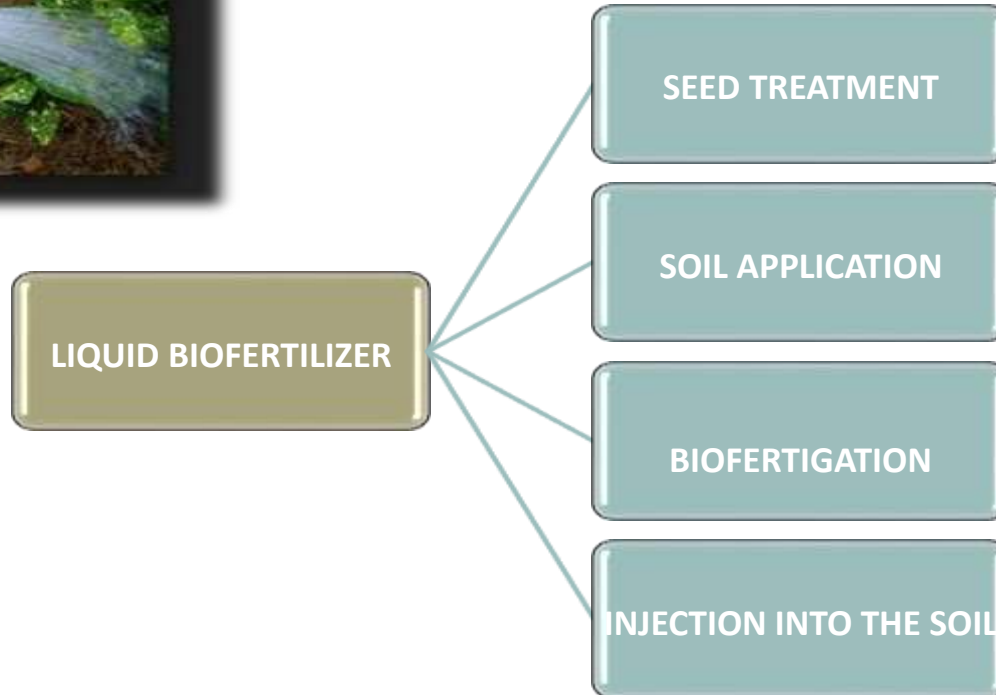 SEED TREATMENT
SOIL APPLICATION
LIQUID BIOFERTILIZER
BIOFERTIGATION
INJECTION INTO THE SOIL